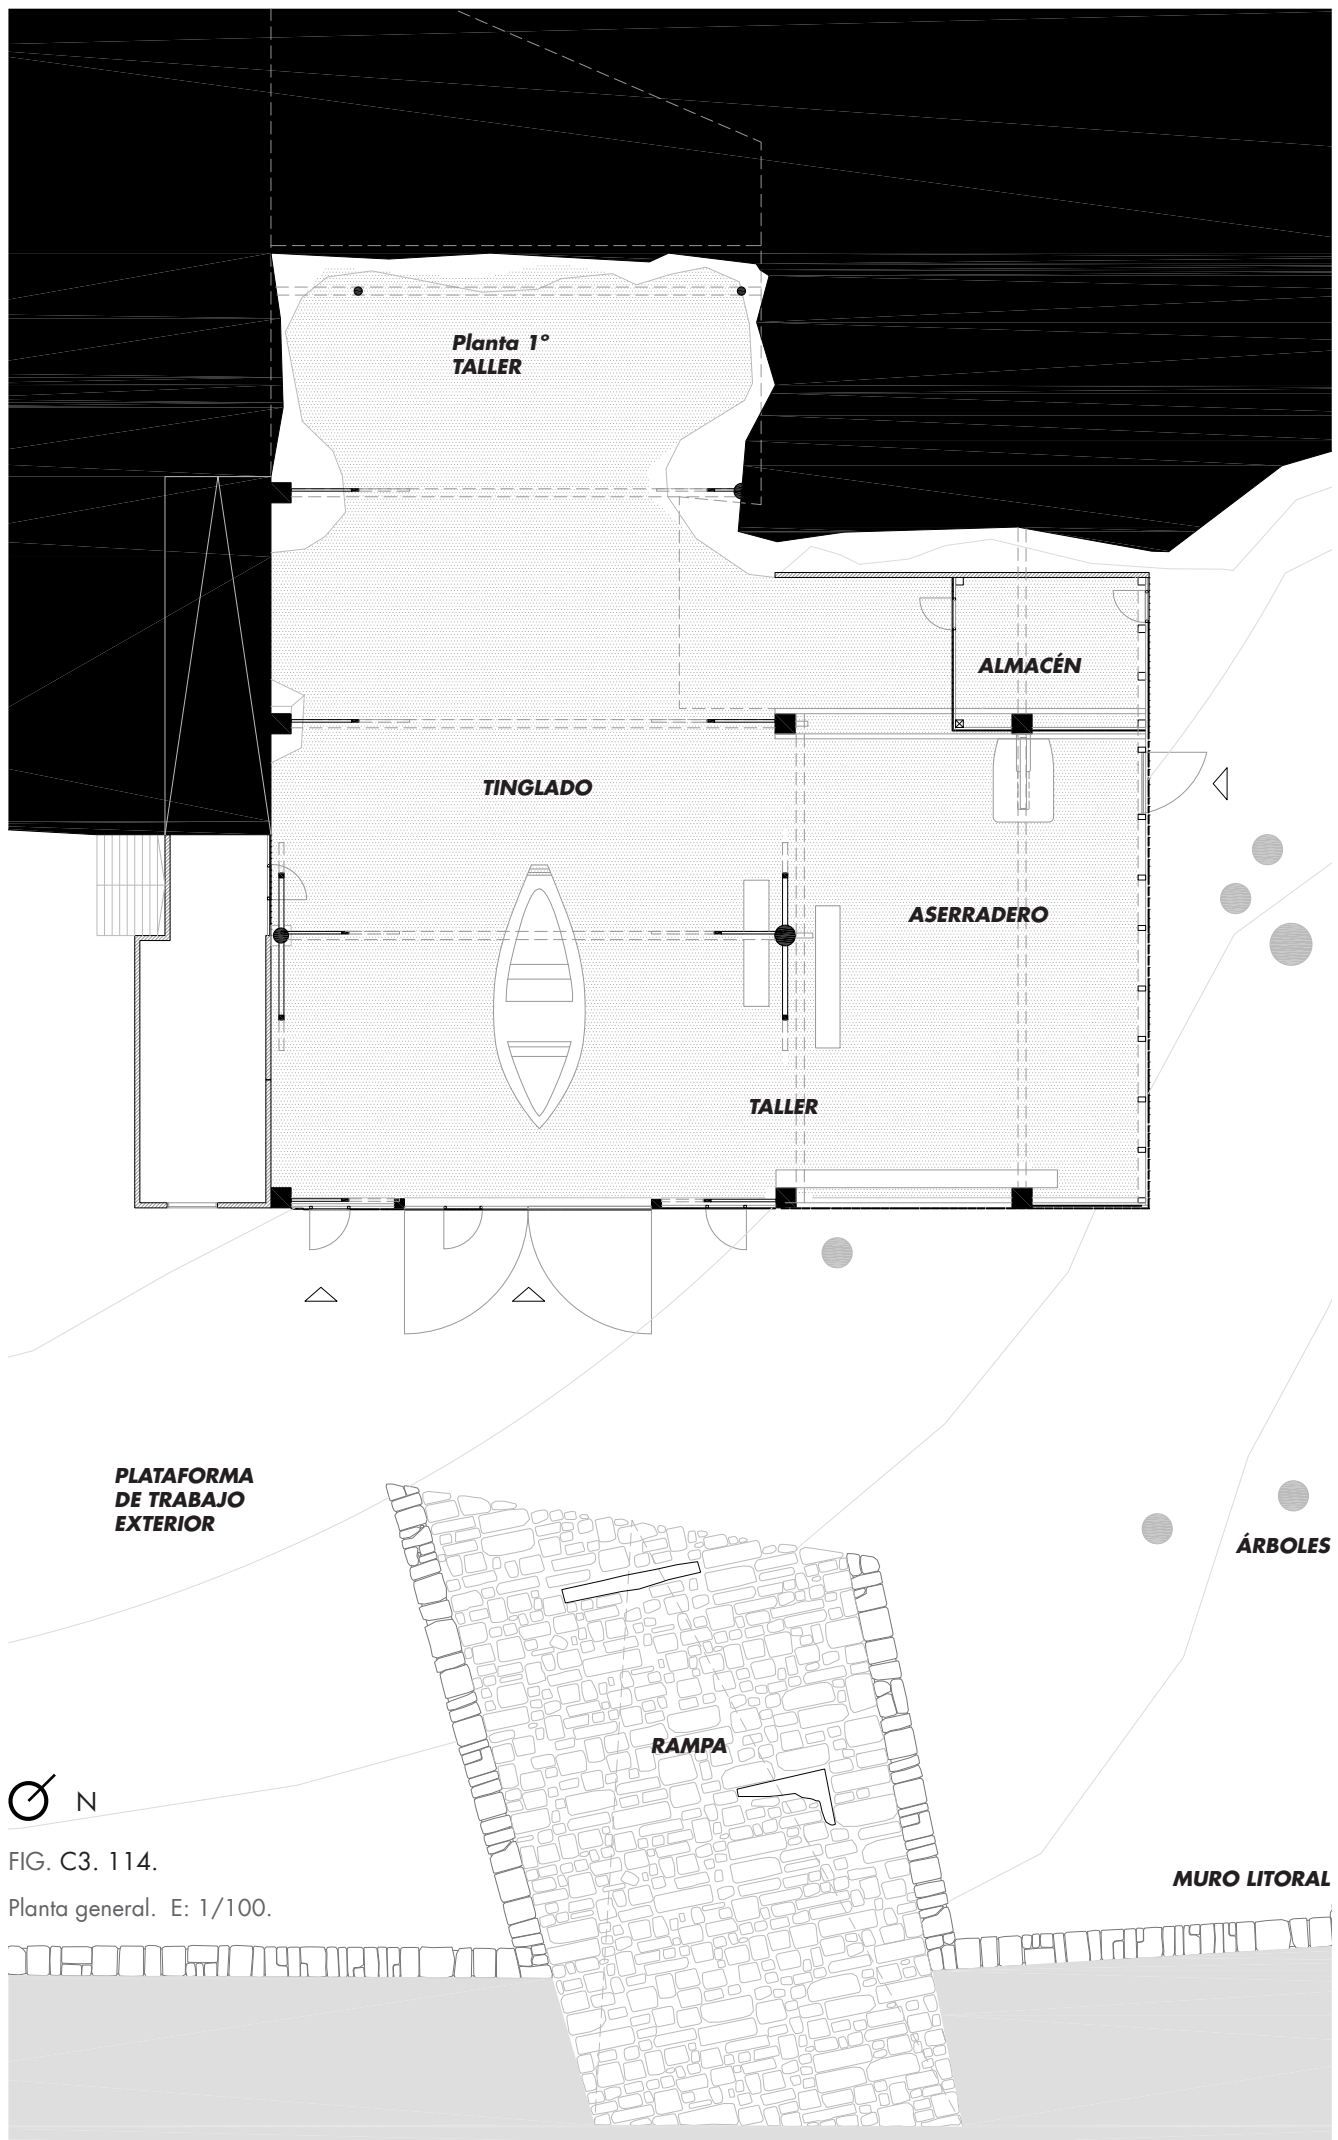 Planta 1º
TALLER
ALMACÉN
TINGLADO
ASERRADERO
TALLER
PLATAFORMA
DE TRABAJO
EXTERIOR
ÁRBOLES
RAMPA
N
FIG. C3. 114.
MURO LITORAL
Planta general. E: 1/100.